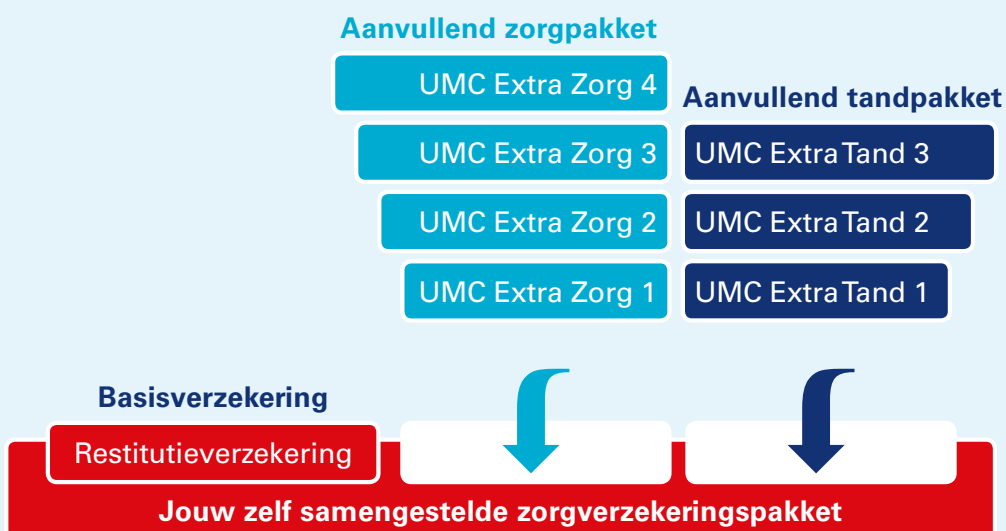 Aanvullend zorgpakket
UMC Extra Zorg 4
Aanvullend tandpakket
UMC Extra Zorg 3
UMC Extra Tand 3
UMC Extra Zorg 2
UMC Extra Tand 2
UMC Extra Zorg 1
UMC Extra Tand 1
Basisverzekering
Restitutieverzekering
Jouw zelf samengestelde zorgverzekeringspakket